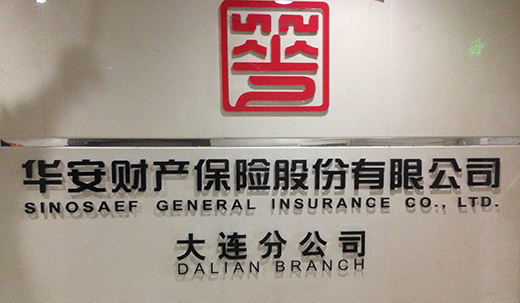 华安财产保险股份有限公司
SINOSAEF GENERAL INSURANCE CO., LTD.
大连分公司
DALIAN BRANCH